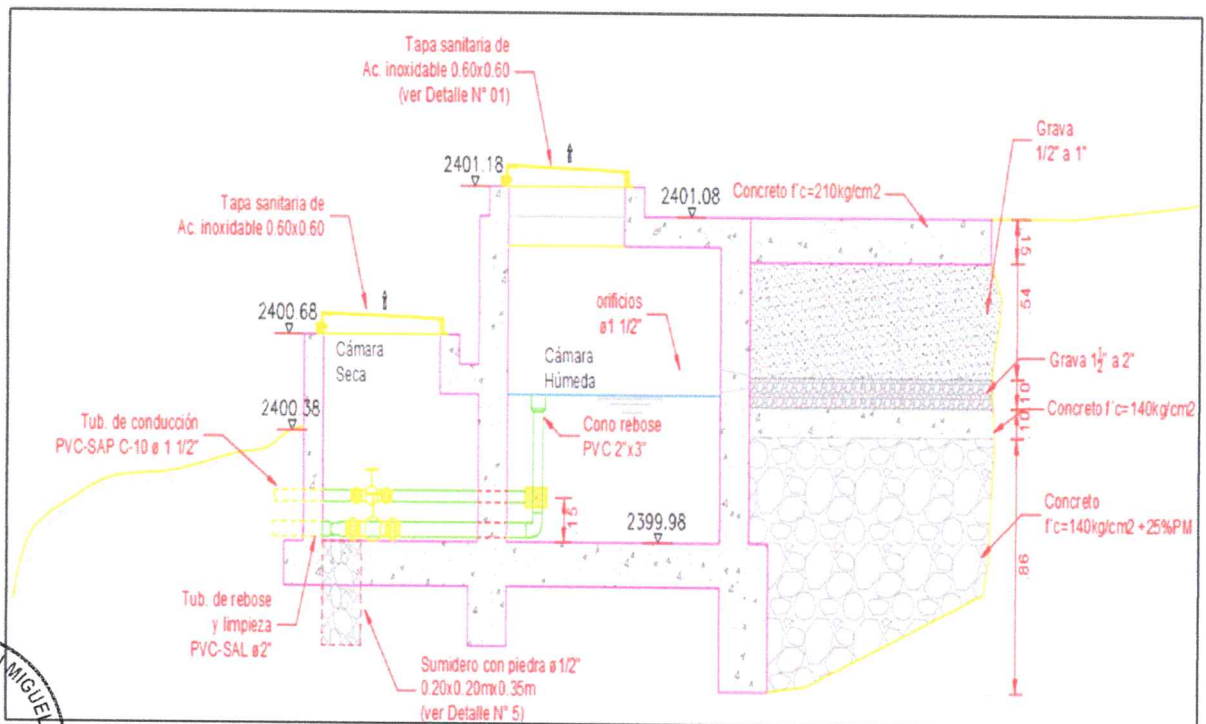 Tapa sanitaria de
Ac. inoxidable 0.60x0.60
(ver Detalle N° 01)
Grava
1/2" a 1"
2401.18
2401.08
Concreto f'c=210kg/cm2
Tapa sanitaria de
Ac. inoxidable 0.60x0.60
15
54
orificios
ø1 1/2"
2400.68
Cámara
Seca
Cámara
Húmeda
Grava 1½" a 2"
10
Concreto f'c=140kg/cm2
10
2400.38
Tub. de conducción
PVC-SAP C-10 ø 1 1/2"
Cono rebose
PVC 2"x3"
15
2399.98
Concreto
f'c=140kg/cm2 +25%PM
86
Tub. de rebose
y limpieza
PVC-SAL ø2"
Sumidero con piedra ø1/2"
0.20x0.20mx0.35m
(ver Detalle N° 5)
MIGUEL